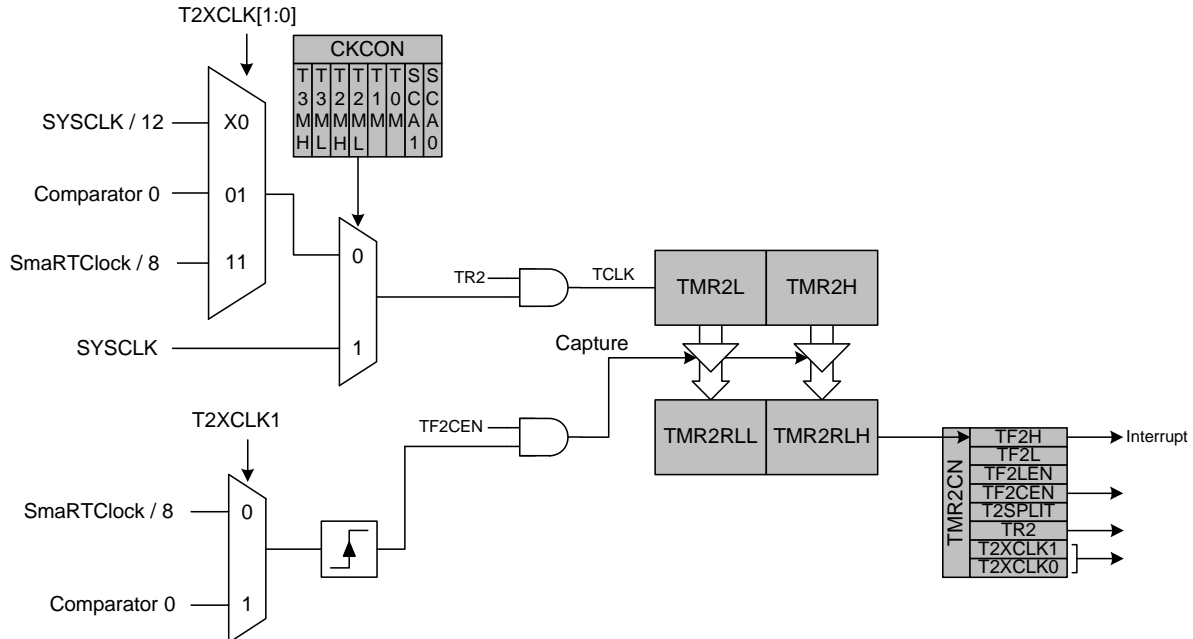 T2XCLK[1:0]
CKCON
T3MH
T3ML
T2MH
T2ML
T1M
T0M
SCA1
SCA0
SYSCLK / 12
X0
Comparator 0
01
SmaRTClock / 8
11
0
SYSCLK
1
TR2
TCLK
TMR2L
TMR2H
Capture
T2XCLK1
TF2CEN
TMR2RLL
TMR2RLH
TMR2CN
TF2H
TF2L
TF2LEN
TF2CEN
T2SPLIT
TR2
T2XCLK1
T2XCLK0
Interrupt
SmaRTClock / 8
0
Comparator 0
1